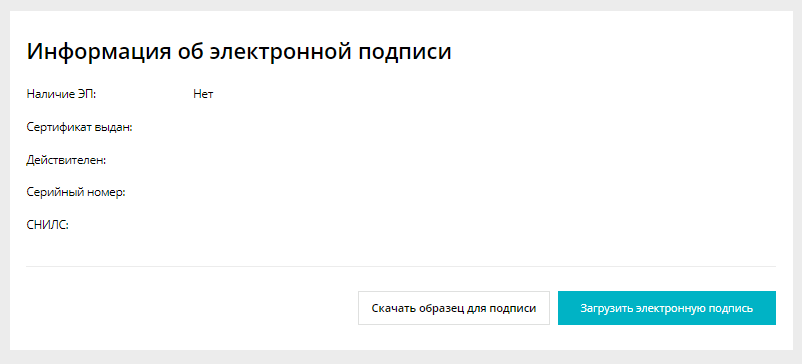 Информация об электронной подписи
Наличие ЭП: Нет
Сертификат выдан:
Действителен:
Серийный номер:
СНИЛС:
Скачать образец для подписи Загрузить электронную подпись